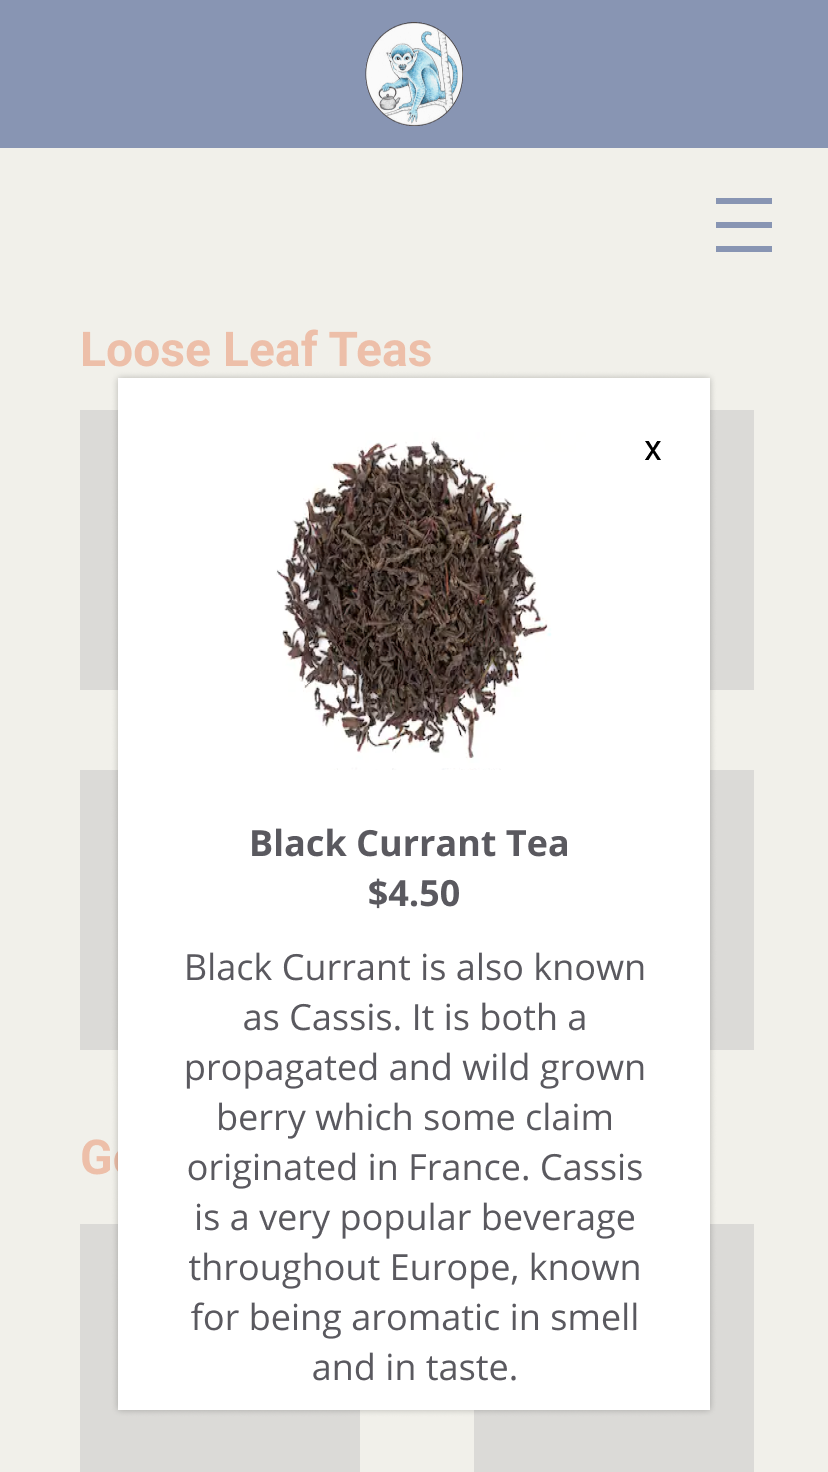 Loose Leaf Teas
X
Black Currant Tea
$4.50
Black Currant is also known
as Cassis. It is both a
propagated and wild grown
berry which some claim
originated in France. Cassis
is a very popular beverage
throughout Europe, known
for being aromatic in smell
and in taste.